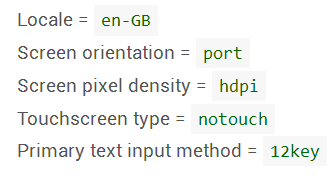 Locale = en-GB
Screen orientation = port
Screen pixel density = hdpi
Touchscreen type = notouch
Primary text input method = 12key